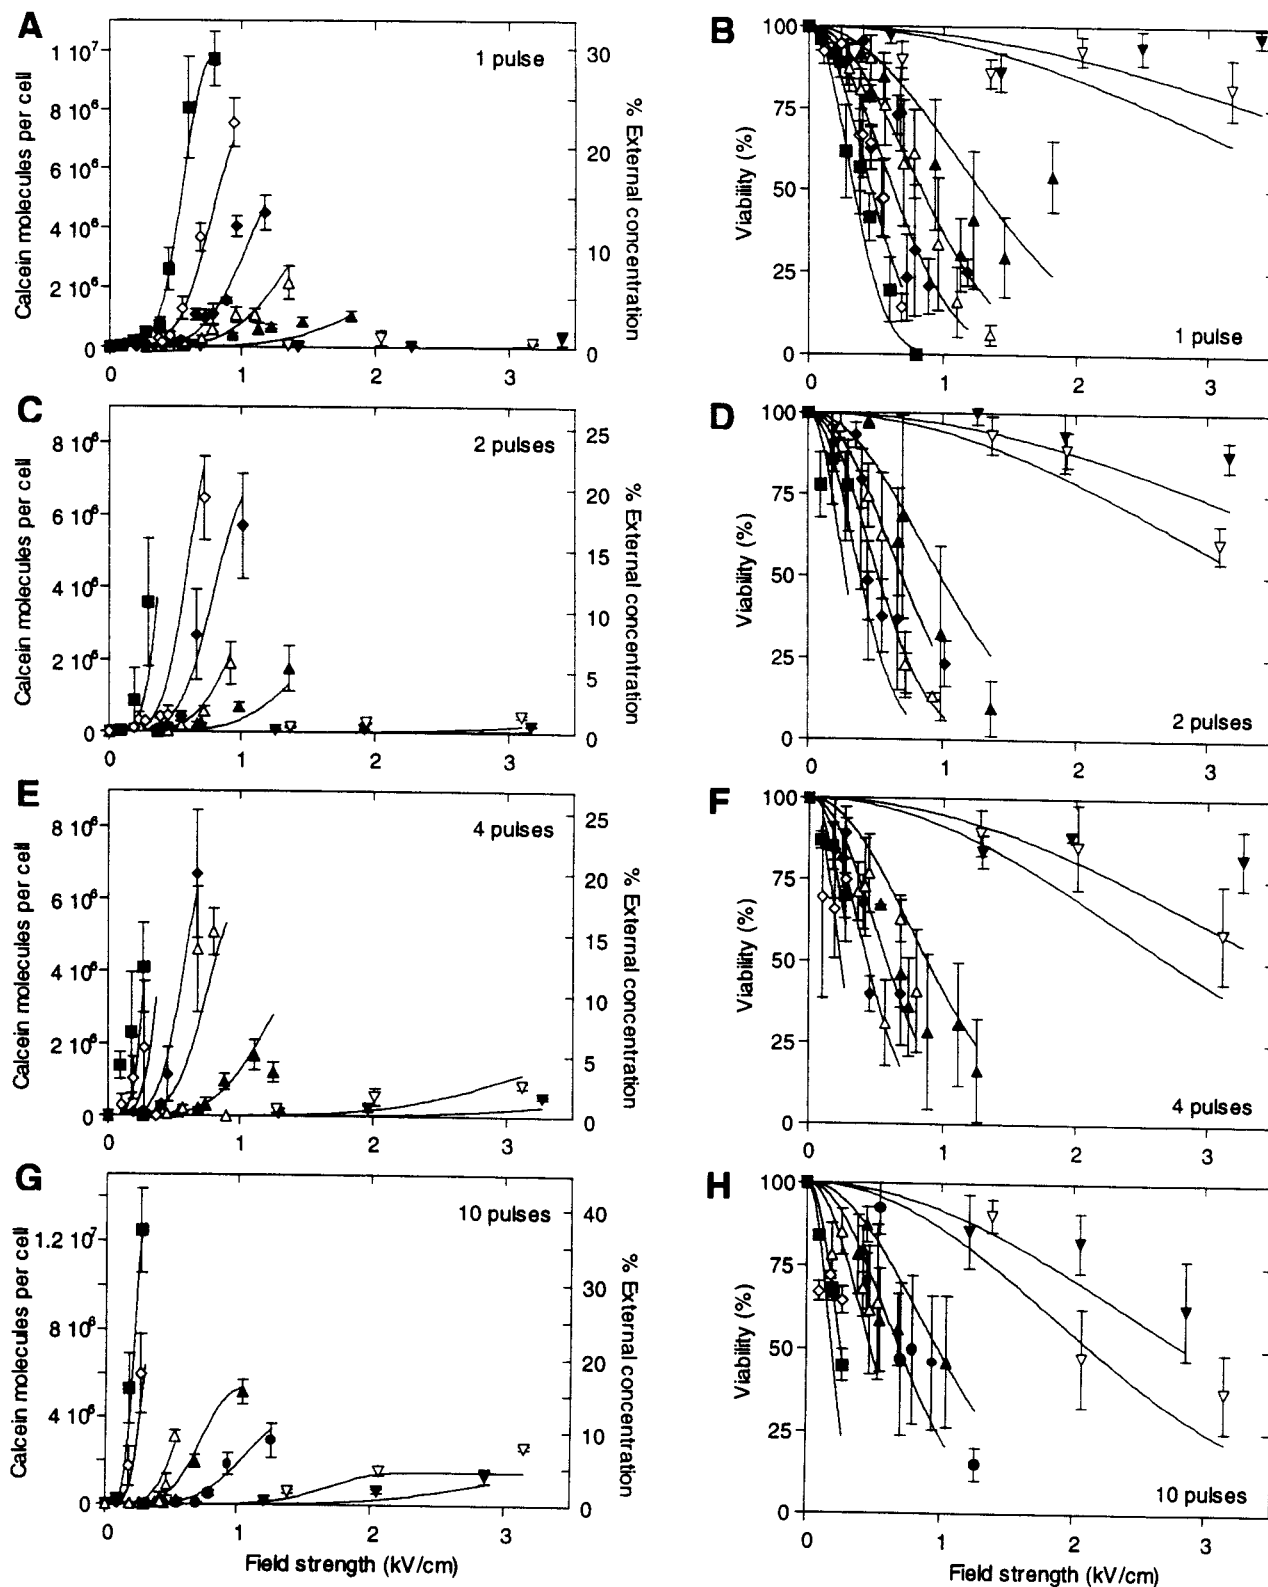 A
B
1 10⁷
8 10⁶
6 10⁶
4 10⁶
2 10⁶
0
Calcein molecules per cell
1 pulse
30
20
10
0
% External concentration
0 1 2 3
100
75
50
25
0
Viability (%)
1 pulse
0 1 2 3
C
D
8 10⁶
6 10⁶
4 10⁶
2 10⁶
0
Calcein molecules per cell
2 pulses
25
20
15
10
5
0
% External concentration
0 1 2 3
100
75
50
25
0
Viability (%)
2 pulses
0 1 2 3
E
F
8 10⁶
6 10⁶
4 10⁶
2 10⁶
0
Calcein molecules per cell
4 pulses
25
20
15
10
5
0
% External concentration
0 1 2 3
100
75
50
25
0
Viability (%)
4 pulses
0 1 2 3
G
H
1.2 10⁷
8 10⁶
4 10⁶
0
Calcein molecules per cell
10 pulses
40
30
20
10
0
% External concentration
0 1 2 3
Field strength (kV/cm)
100
75
50
25
0
Viability (%)
10 pulses
0 1 2 3
Field strength (kV/cm)